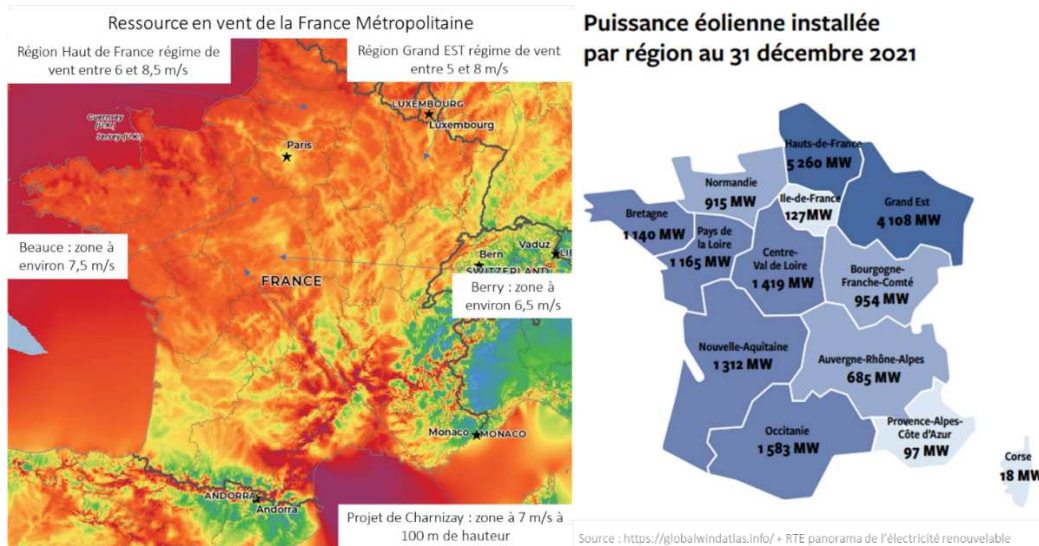 Ressource en vent de la France Métropolitaine
Région Haut de France régime de
vent entre 6 et 8,5 m/s
Région Grand EST régime de vent
entre 5 et 8 m/s
LUXEMBOURG
Luxembourg
Guernsey
(U.K.)
Jersey (U.K.)
Paris
Beauce : zone à
environ 7,5 m/s
FRANCE
Bern
Vaduz
SWITZERLAND
Berry : zone à
environ 6,5 m/s
Monaco
MONACO
ANDORRA
Andorra
Projet de Charnizay : zone à 7 m/s à
100 m de hauteur
Puissance éolienne installée
par région au 31 décembre 2021
Hauts-de-France
5 260 MW
Normandie
915 MW
Ile-de-France
127 MW
Grand Est
4 108 MW
Bretagne
1 140 MW
Pays de
la Loire
1 165 MW
Centre-
Val de Loire
1 419 MW
Bourgogne-
Franche-Comté
954 MW
Nouvelle-Aquitaine
1 312 MW
Auvergne-Rhône-Alpes
685 MW
Occitanie
1 583 MW
Provence-Alpes-
Côte d'Azur
97 MW
Corse
18 MW
Source : https://globalwindatlas.info/ + RTE panorama de l'électricité renouvelable